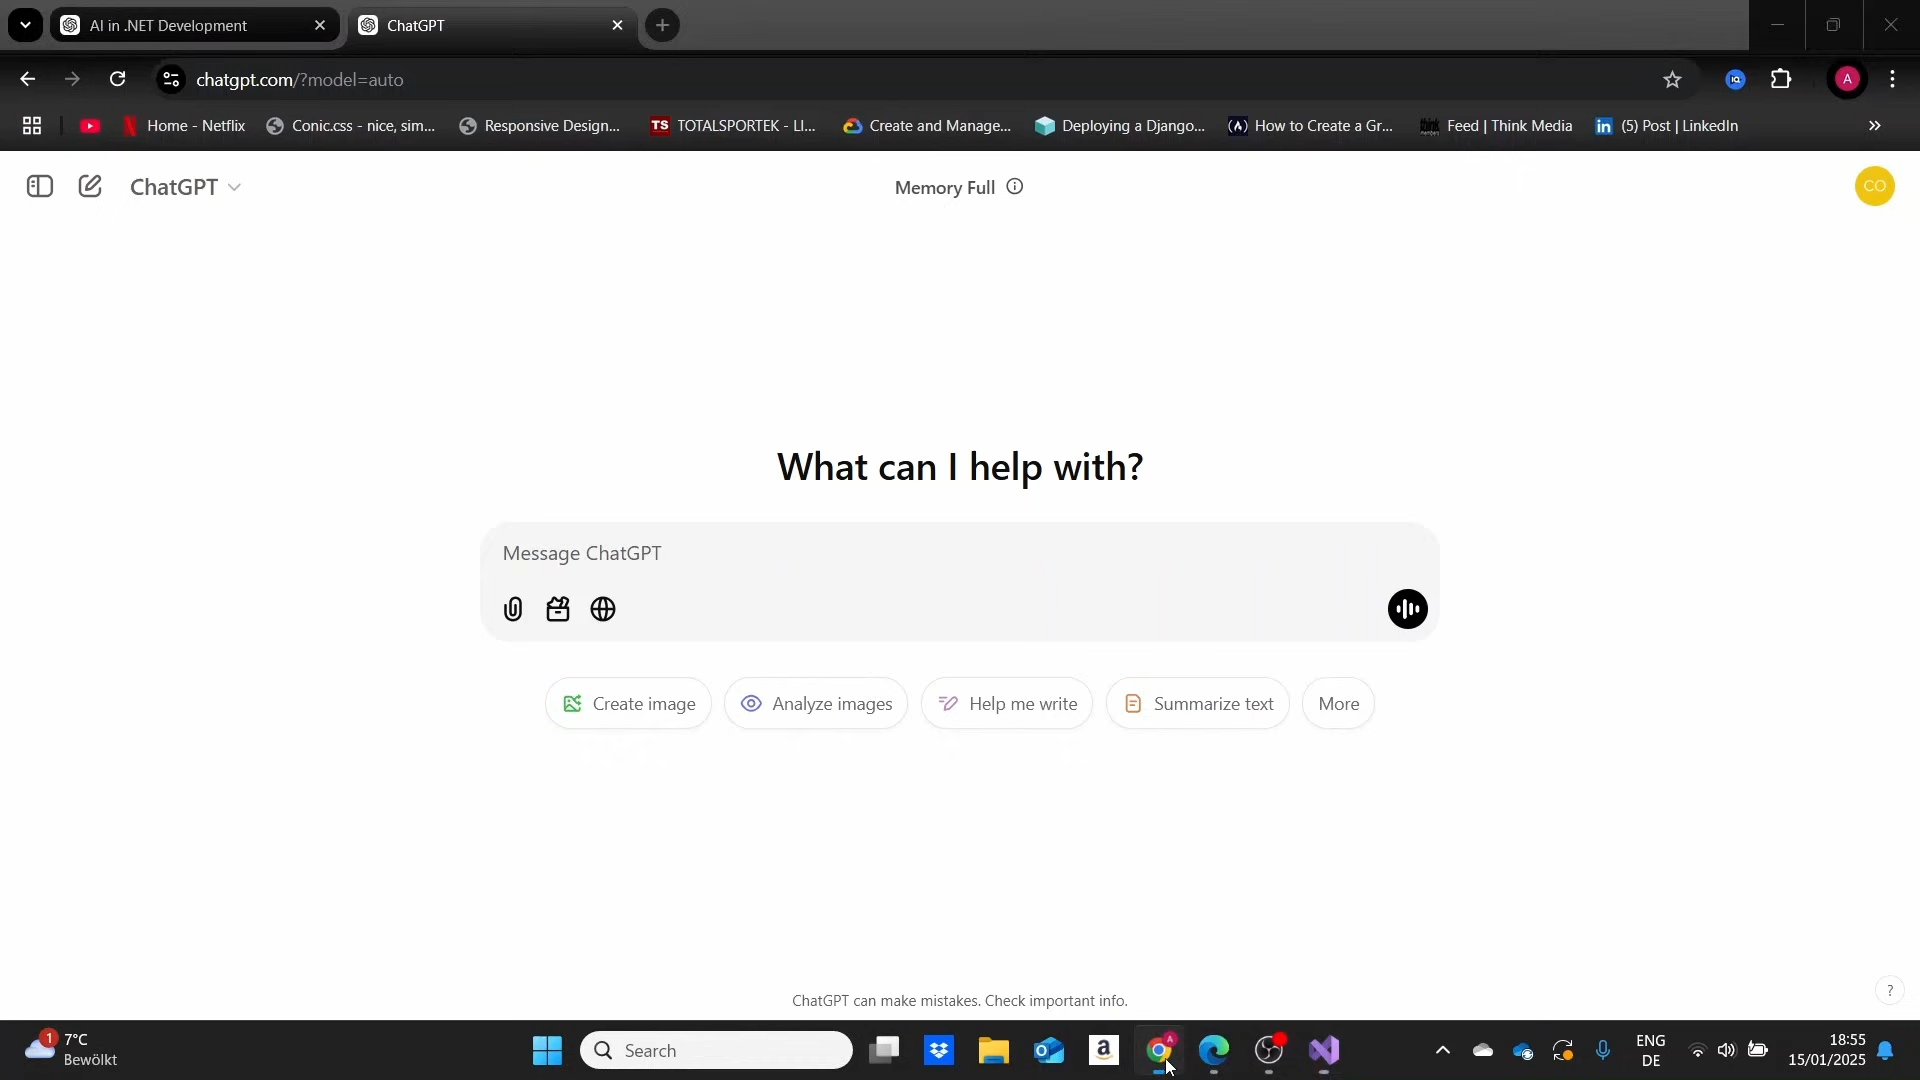 AI in .NET Development
ChatGPT
chatgpt.com/?model=auto
A
Home - Netflix
Conic.css - nice, sim...
Responsive Design...
TS TOTALSPORTEK - LI...
Create and Manage...
Deploying a Django...
How to Create a Gr...
Feed | Think Media
in (5) Post | LinkedIn
ChatGPT
Memory Full
CO
What can I help with?
Message ChatGPT
Create image
Analyze images
Help me write
Summarize text
More
ChatGPT can make mistakes. Check important info.
?
1
7°C
Bewölkt
Search
a
A
ENG
DE
18:55
15/01/2025